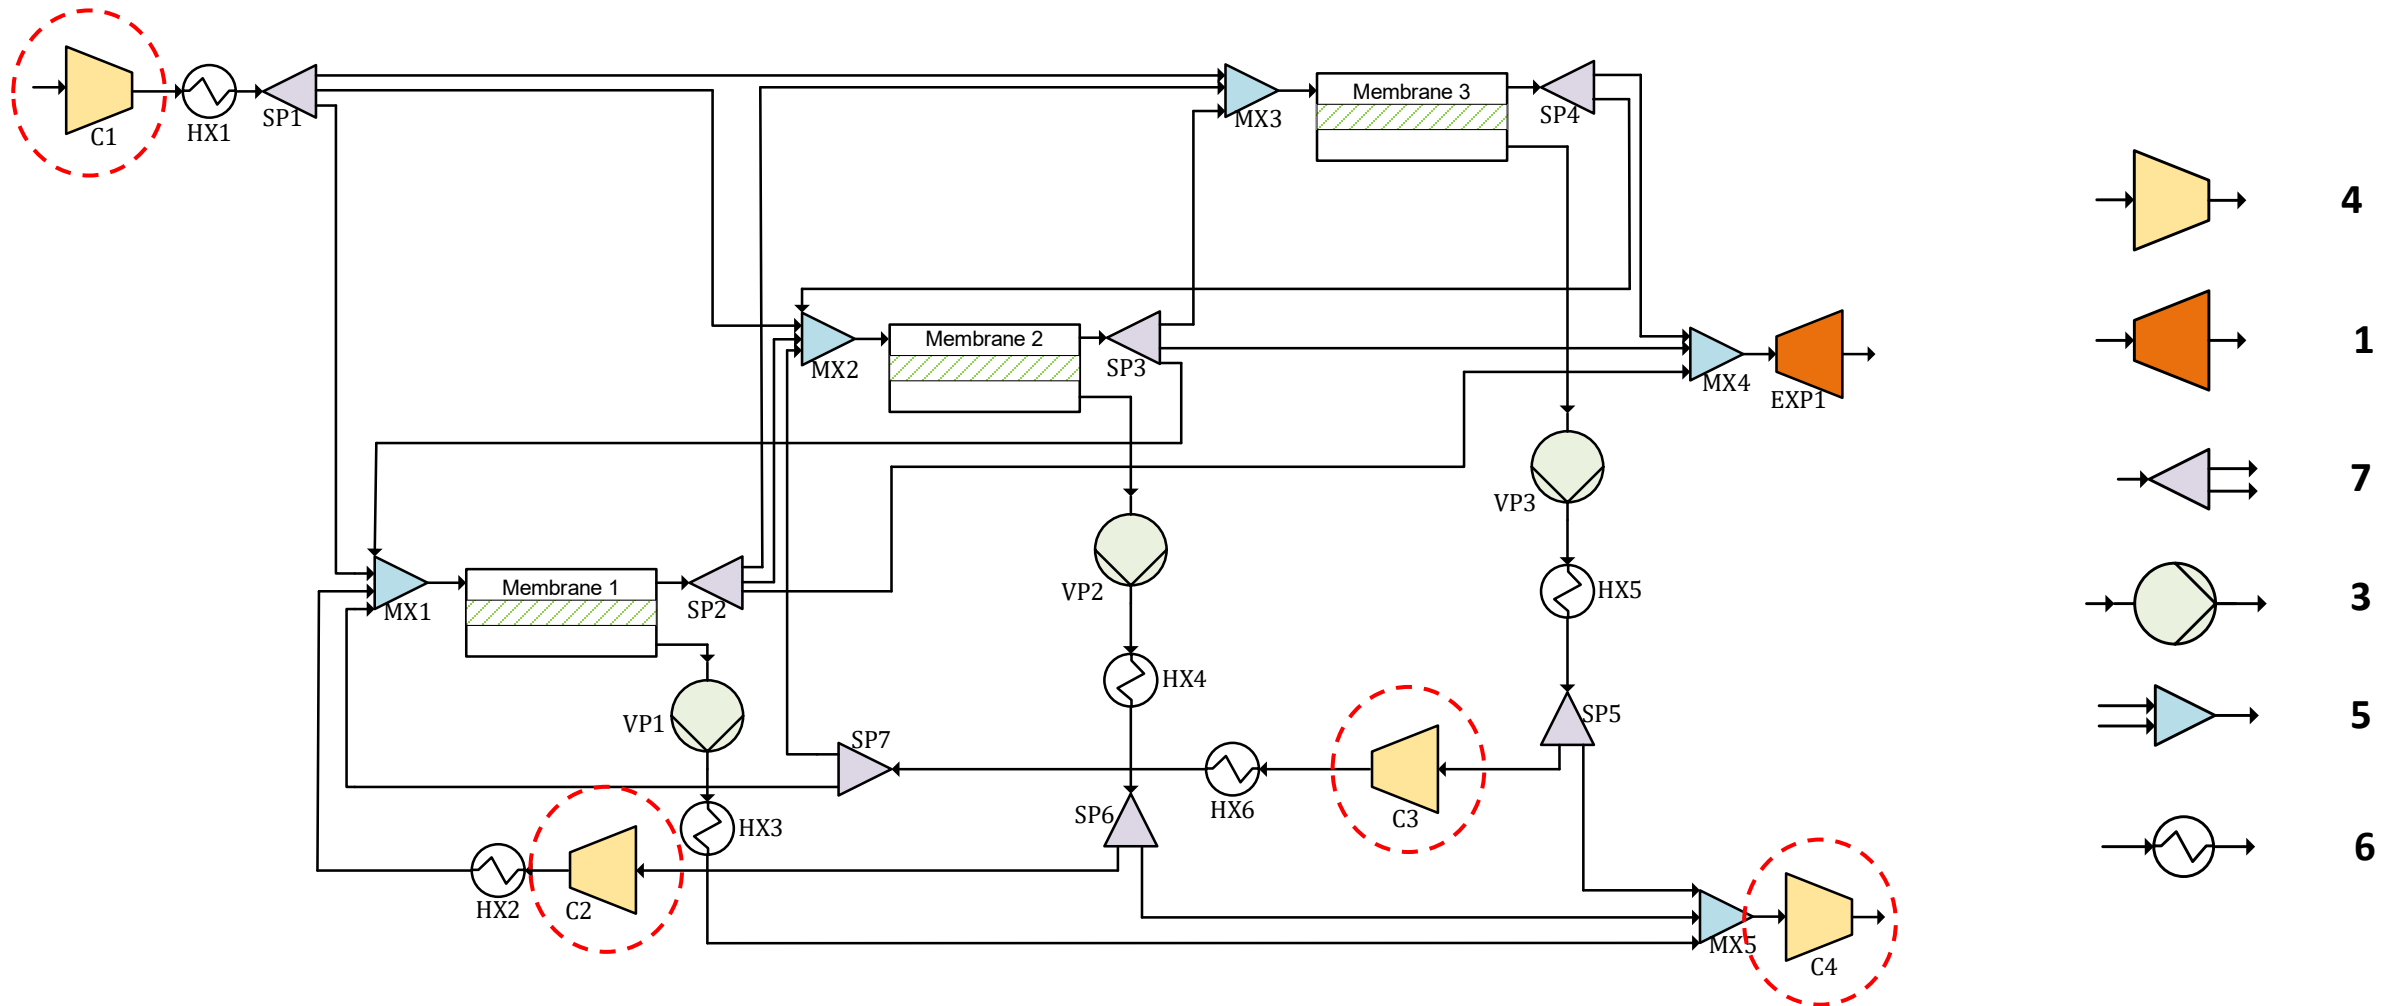 C1
HX1
SP1
MX3
Membrane 3
SP4
4
MX2
Membrane 2
SP3
MX4
EXP1
1
MX1
Membrane 1
SP2
VP2
VP3
7
HX5
3
VP1
HX4
SP7
SP5
5
HX3
SP6
HX6
C3
HX2
C2
MX5
C4
6